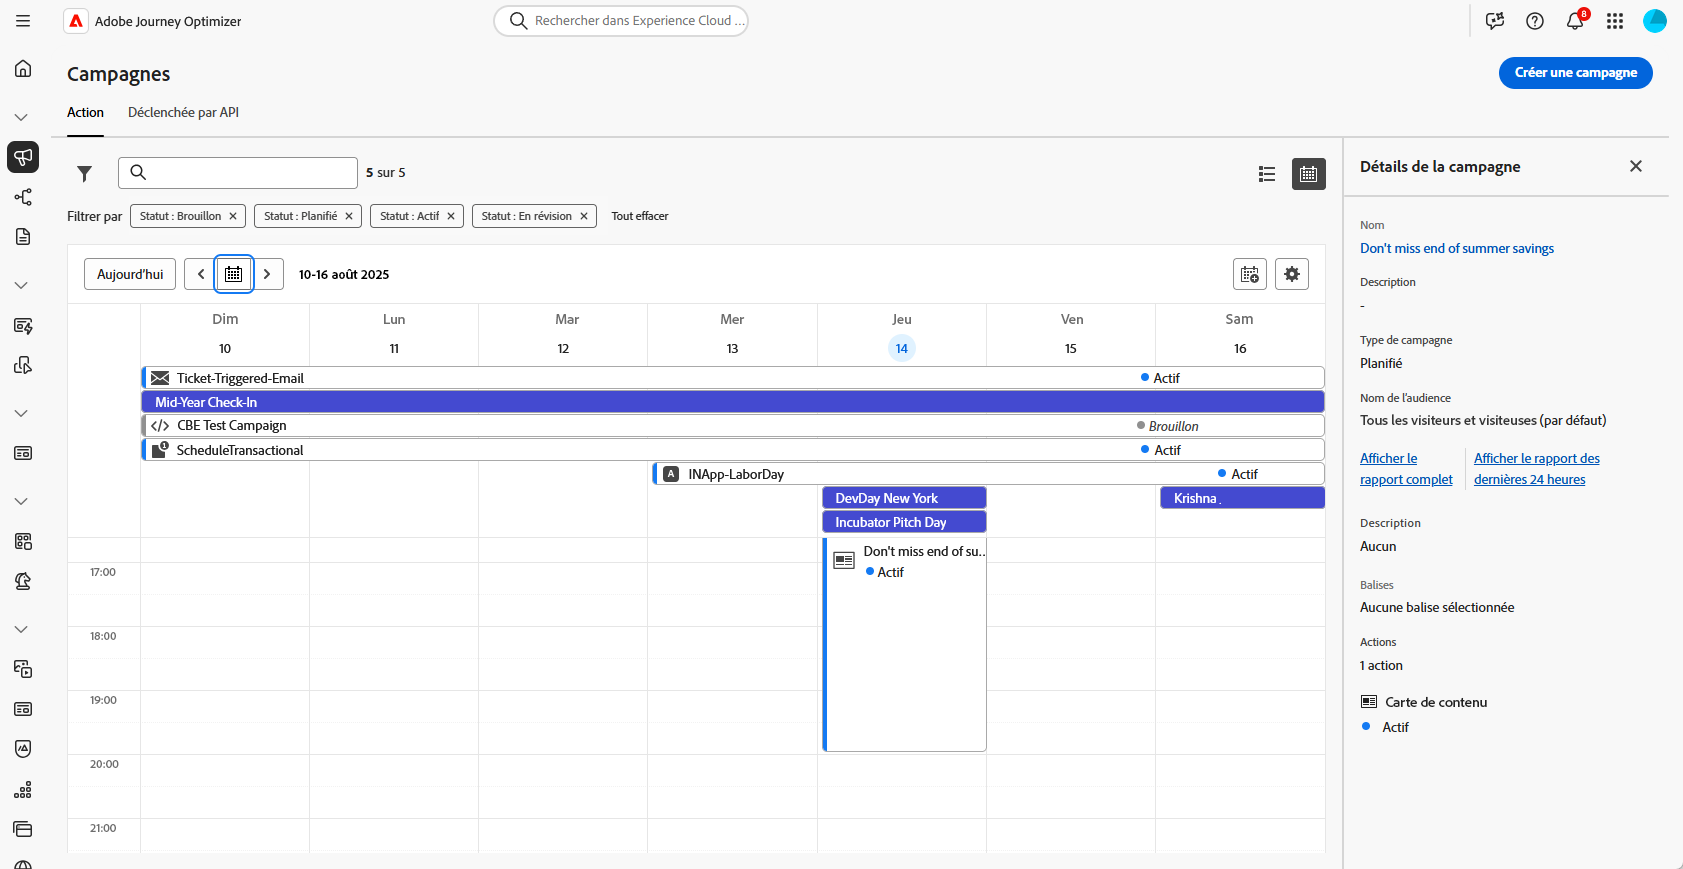 Adobe Journey Optimizer
Rechercher dans Experience Cloud ...
8
Campagnes
Créer une campagne
Action
Déclenchée par API
5 sur 5
Filtrer par
Statut : Brouillon
Statut : Planifié
Statut : Actif
Statut : En révision
Tout effacer
Aujourd'hui
10-16 août 2025
Dim
Lun
Mar
Mer
Jeu
Ven
Sam
10
11
12
13
14
15
16
Ticket-Triggered-Email
Actif
Mid-Year Check-In
CBE Test Campaign
Brouillon
1
ScheduleTransactional
Actif
A
INApp-LaborDay
Actif
DevDay New York
Krishna .
Incubator Pitch Day
Don't miss end of su..
Actif
17:00
18:00
19:00
20:00
21:00
Détails de la campagne
Nom
Don't miss end of summer savings
Description
-
Type de campagne
Planifié
Nom de l'audience
Tous les visiteurs et visiteuses (par défaut)
Afficher le
rapport complet
Afficher le rapport des
dernières 24 heures
Description
Aucun
Balises
Aucune balise sélectionnée
Actions
1 action
Carte de contenu
Actif